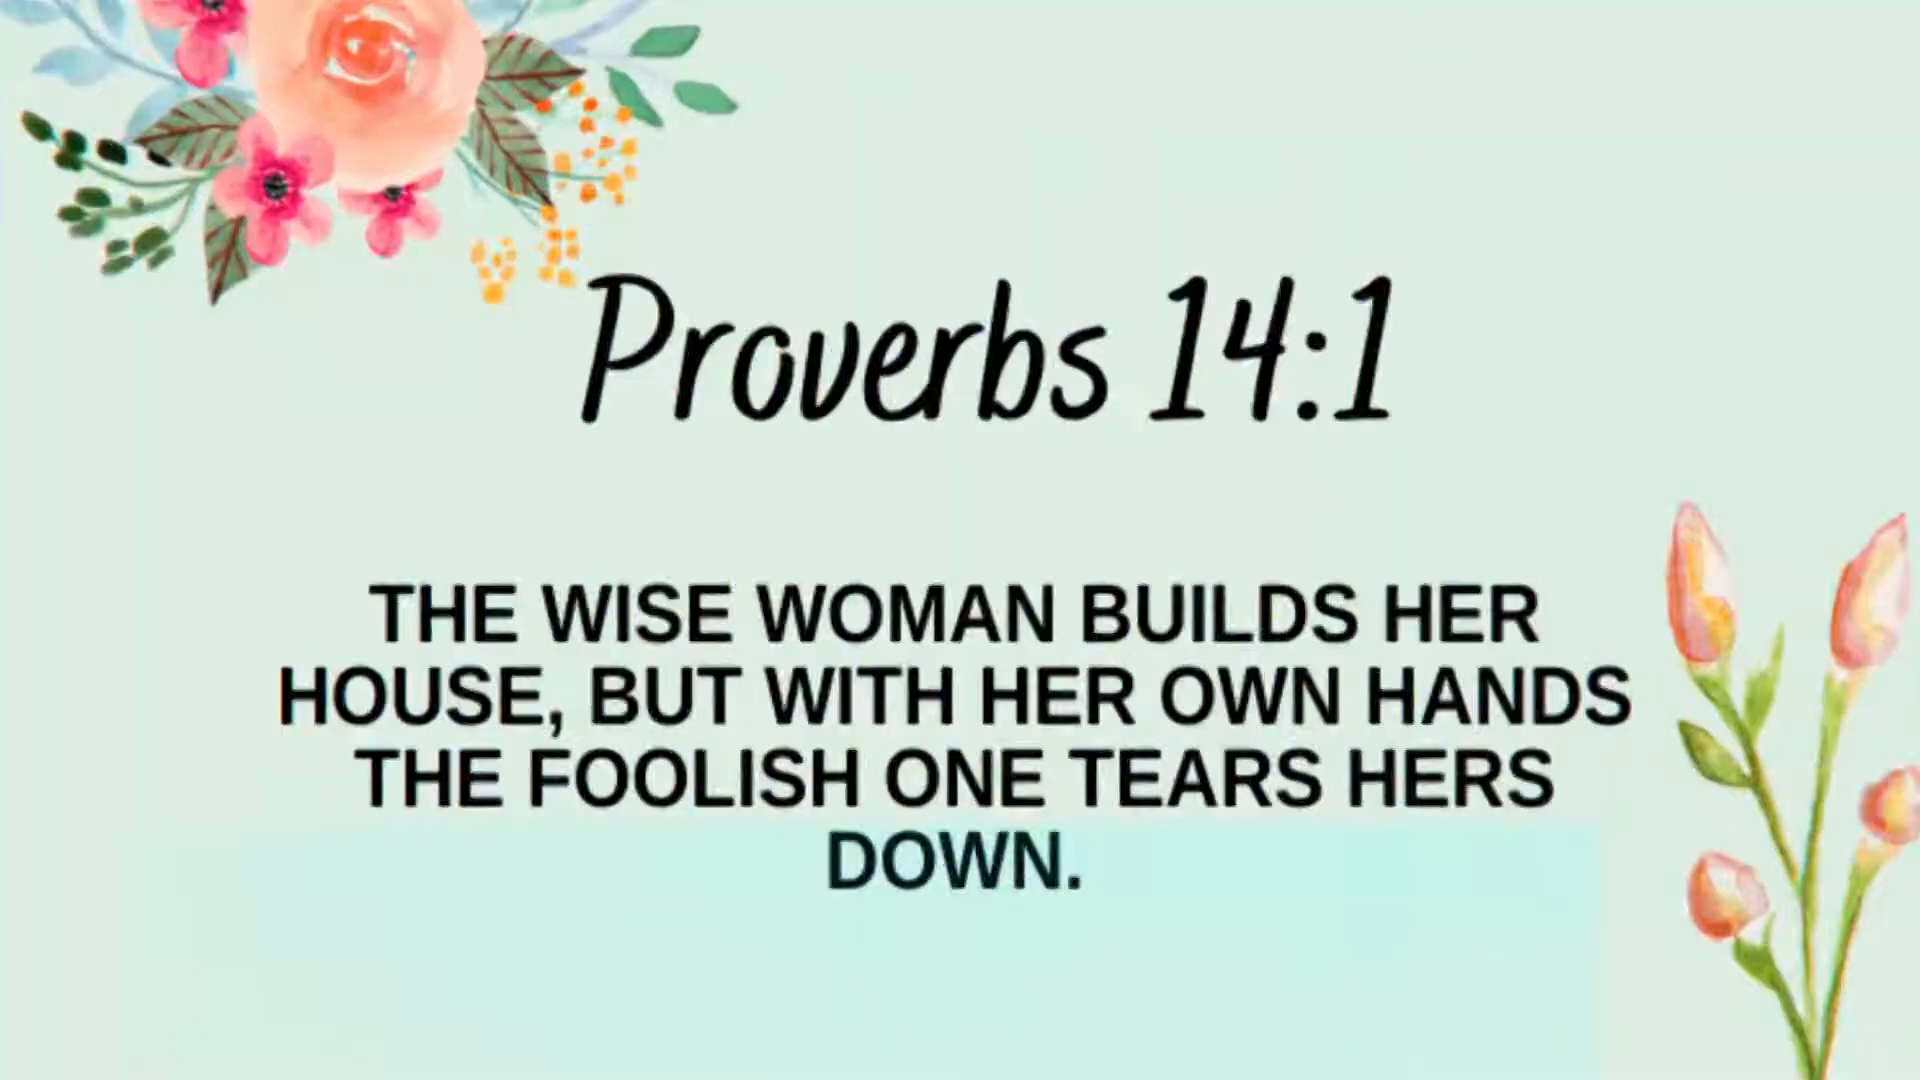 Proverbs 14:1
THE WISE WOMAN BUILDS HER
HOUSE, BUT WITH HER OWN HANDS
THE FOOLISH ONE TEARS HERS
DOWN.